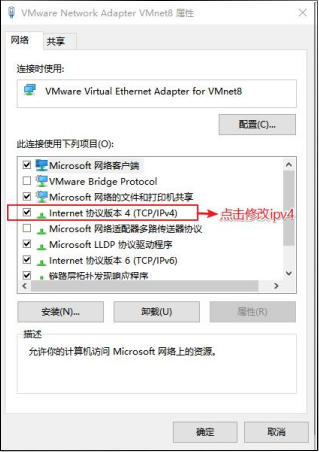 VMware Network Adapter VMnet8 属性
网络
共享
连接时使用:
VMware Virtual Ethernet Adapter for VMnet8
配置(C)...
此连接使用下列项目(O):
Microsoft 网络客户端
VMware Bridge Protocol
Microsoft 网络的文件和打印机共享
Internet 协议版本 4 (TCP/IPv4)
点击修改ipv4
Microsoft 网络适配器多路传送器协议
Microsoft LLDP 协议驱动程序
Internet 协议版本 6 (TCP/IPv6)
链路层拓扑发现响应程序
安装(N)...
卸载(U)
属性(R)
描述
允许你的计算机访问 Microsoft 网络上的资源。
确定
取消